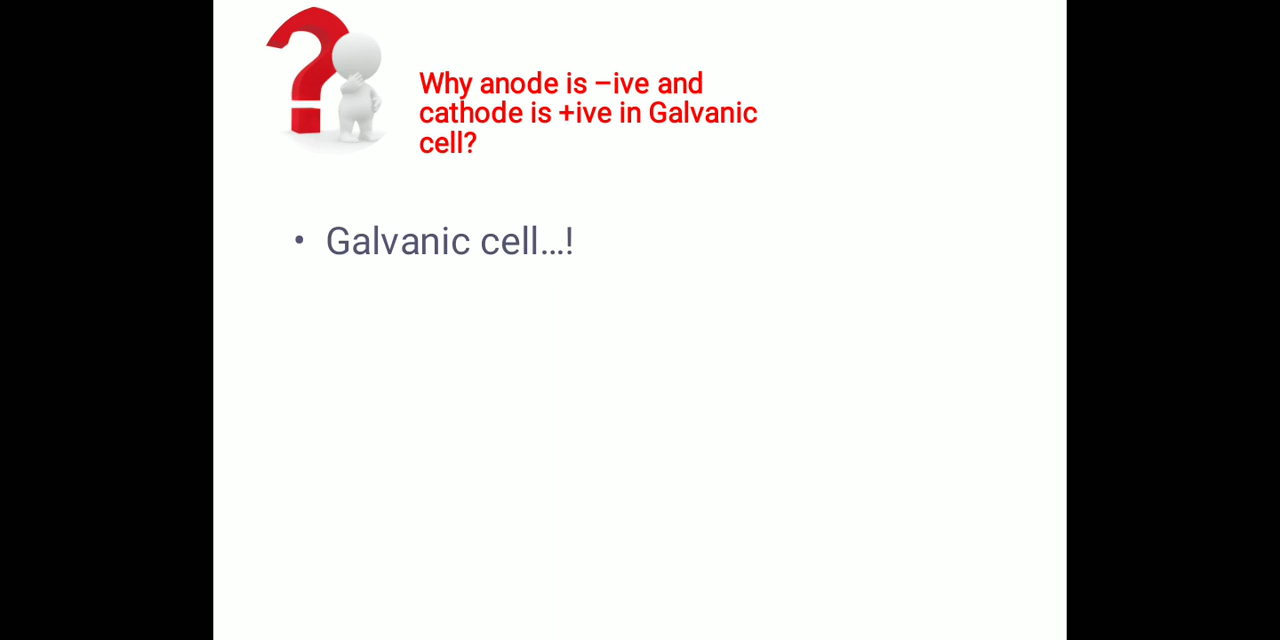 Why anode is –ive and
cathode is +ive in Galvanic
cell?
• Galvanic cell...!